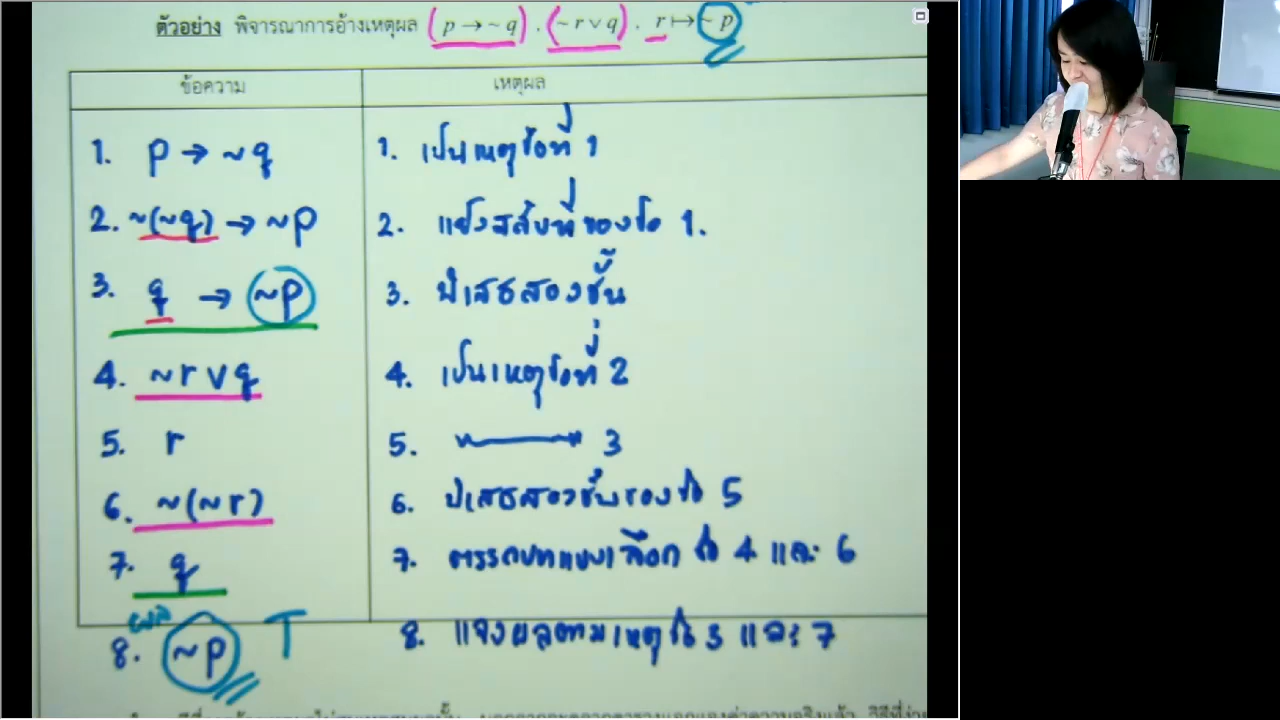 ตัวอย่าง พิจารณาการอ้างเหตุผล (p → ~ q) . (~ r ∨ q) . r ↦ ~ p
ข้อความ เหตุผล
1. p → ~q 1. เป็นเหตุข้อที่ 1
2. ~(~q) → ~p 2. แย้งสลับที่ของข้อ 1.
3. q → ~p 3. ปฏิเสธสองชั้น
4. ~r ∨ q 4. เป็นเหตุข้อที่ 2
5. r 5. 3
6. ~(~r) 6. ปฏิเสธสองชั้นของข้อ 5
7. q 7. ตรรกบทแบบเลือก ข้อ 4 และ 6
ผล
8. ~p T 8. แจงผลตามเหตุข้อ 3 และ 7